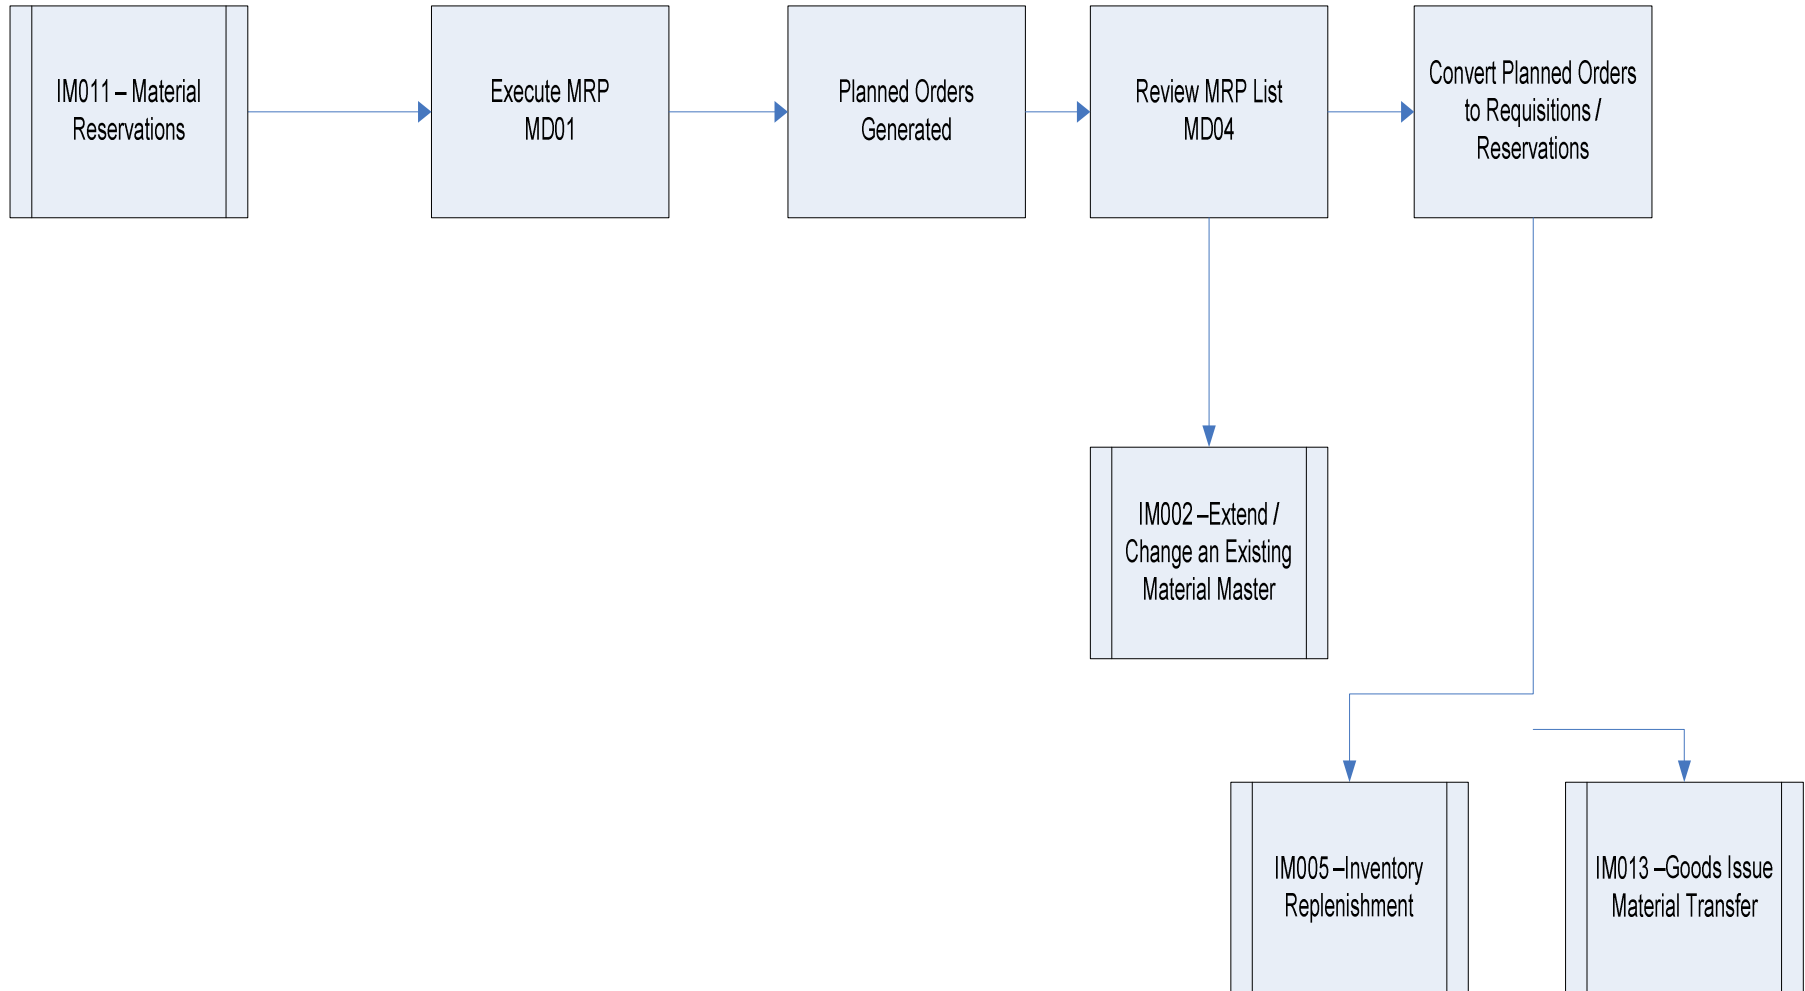 IM011 – Material
Reservations
Execute MRP
MD01
Planned Orders
Generated
Review MRP List
MD04
Convert Planned Orders
to Requisitions /
Reservations
IM002 –Extend /
Change an Existing
Material Master
IM005 –Inventory
Replenishment
IM013 –Goods Issue
Material Transfer